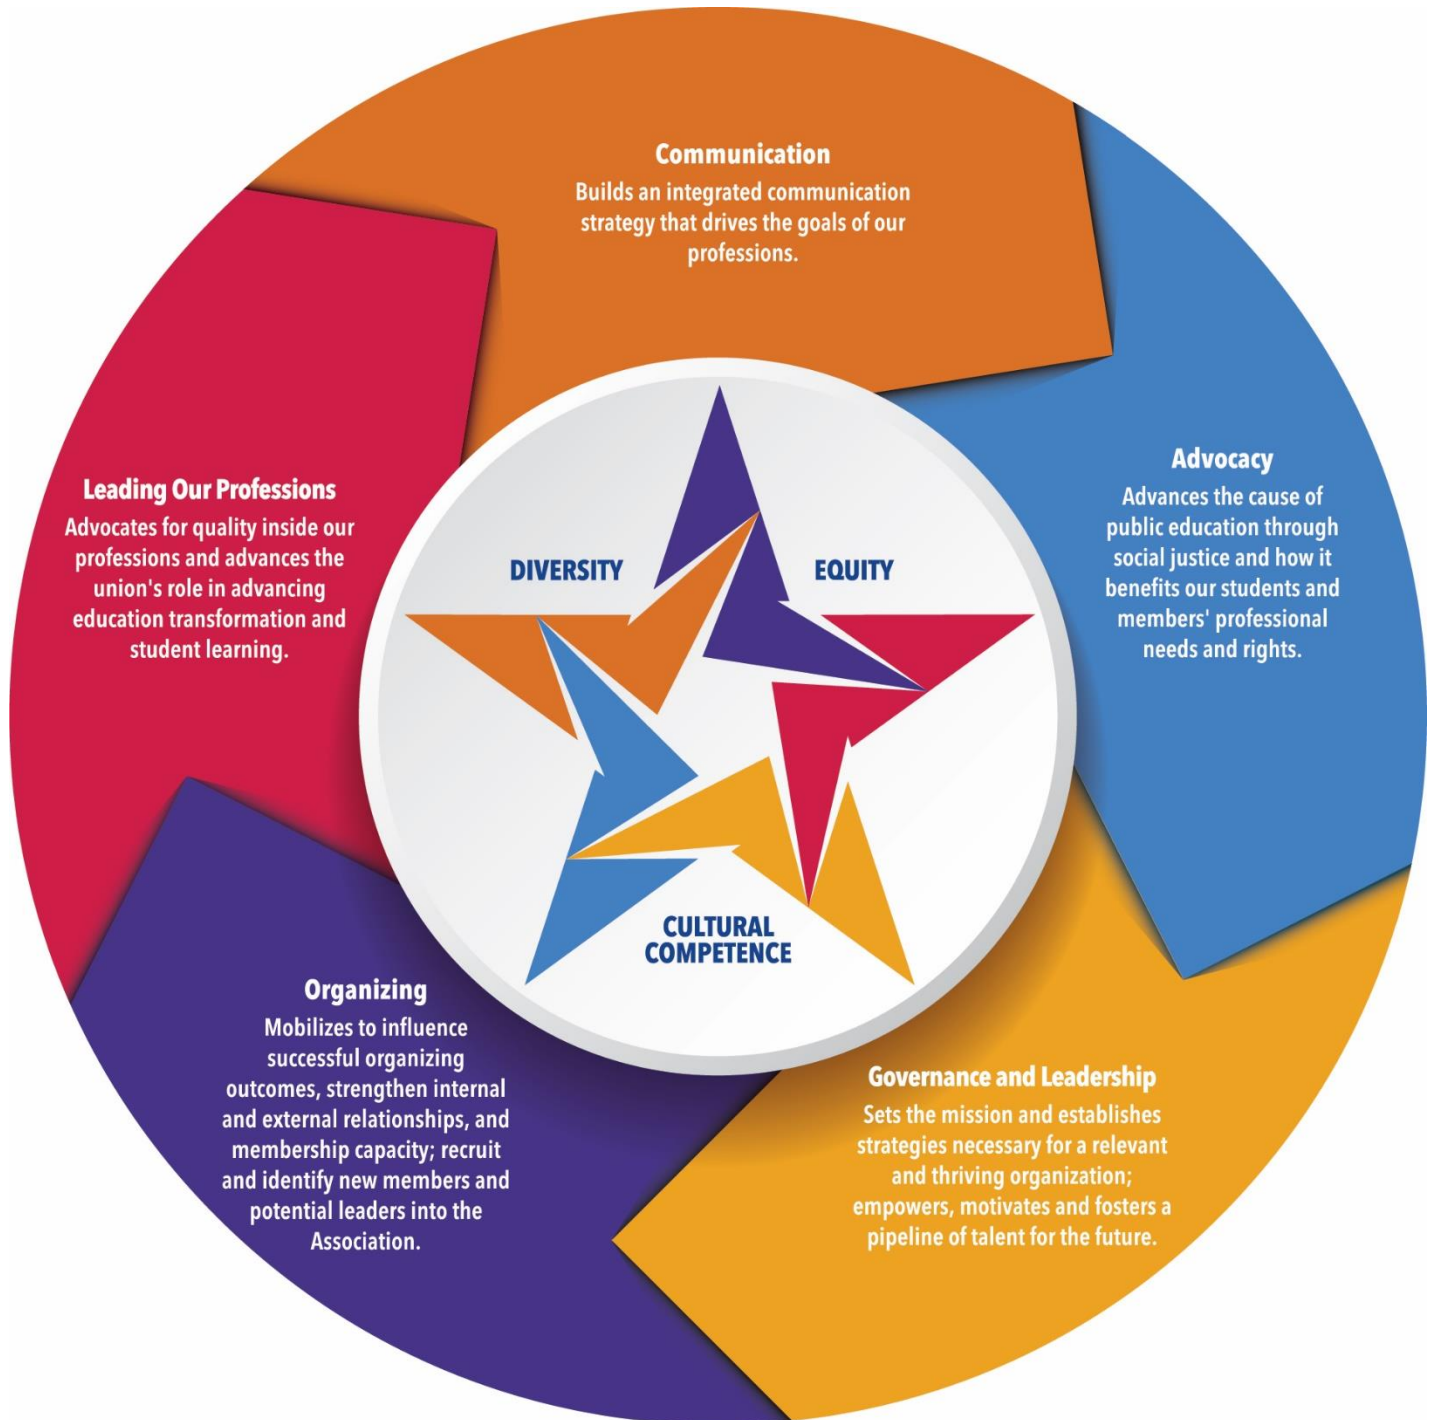 Communication
Builds an integrated communication
strategy that drives the goals of our
professions.
Advocacy
Advances the cause of
public education through
social justice and how it
benefits our students and
members' professional
needs and rights.
Governance and Leadership
Sets the mission and establishes
strategies necessary for a relevant
and thriving organization;
empowers, motivates and fosters a
pipeline of talent for the future.
Organizing
Mobilizes to influence
successful organizing
outcomes, strengthen internal
and external relationships, and
membership capacity; recruit
and identify new members and
potential leaders into the
Association.
Leading Our Professions
Advocates for quality inside our
professions and advances the
union's role in advancing
education transformation and
student learning.
DIVERSITY
EQUITY
CULTURAL
COMPETENCE